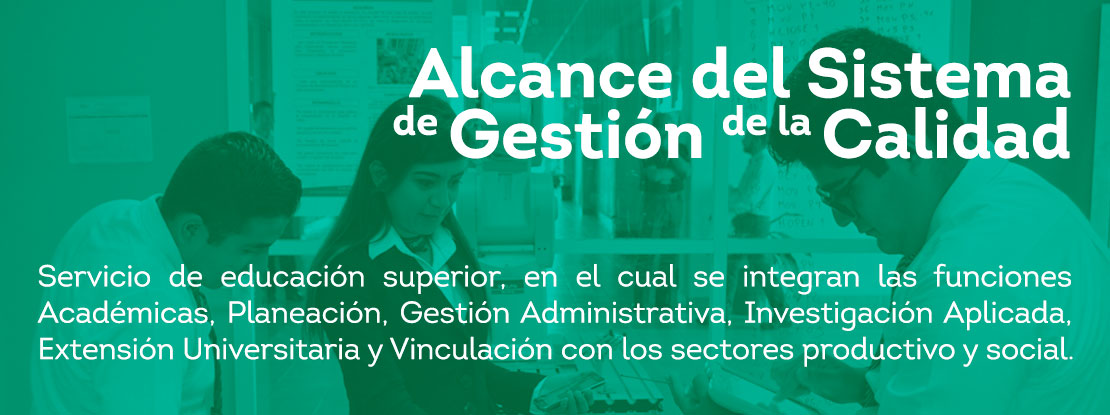 Alcance del Sistema
de Gestión de la Calidad
Servicio de educación superior, en el cual se integran las funciones
Académicas, Planeación, Gestión Administrativa, Investigación Aplicada,
Extensión Universitaria y Vinculación con los sectores productivo y social.